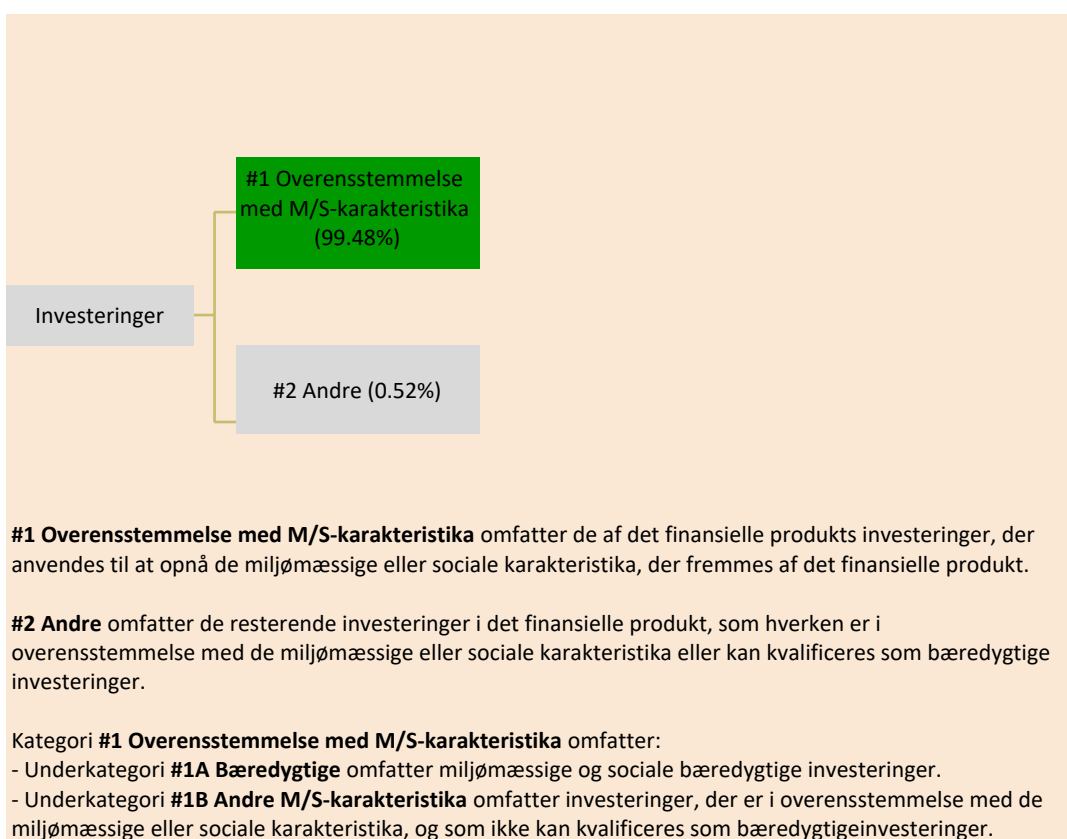 #1 Overensstemmelse
med M/S-karakteristika
(99.48%)
Investeringer
#2 Andre (0.52%)
#1 Overensstemmelse med M/S-karakteristika omfatter de af det finansielle produkts investeringer, der
anvendes til at opnå de miljømæssige eller sociale karakteristika, der fremmes af det finansielle produkt.
#2 Andre omfatter de resterende investeringer i det finansielle produkt, som hverken er i
overensstemmelse med de miljømæssige eller sociale karakteristika eller kan kvalificeres som bæredygtige
investeringer.
Kategori #1 Overensstemmelse med M/S-karakteristika omfatter:
- Underkategori #1A Bæredygtige omfatter miljømæssige og sociale bæredygtige investeringer.
- Underkategori #1B Andre M/S-karakteristika omfatter investeringer, der er i overensstemmelse med de
miljømæssige eller sociale karakteristika, og som ikke kan kvalificeres som bæredygtigeinvesteringer.